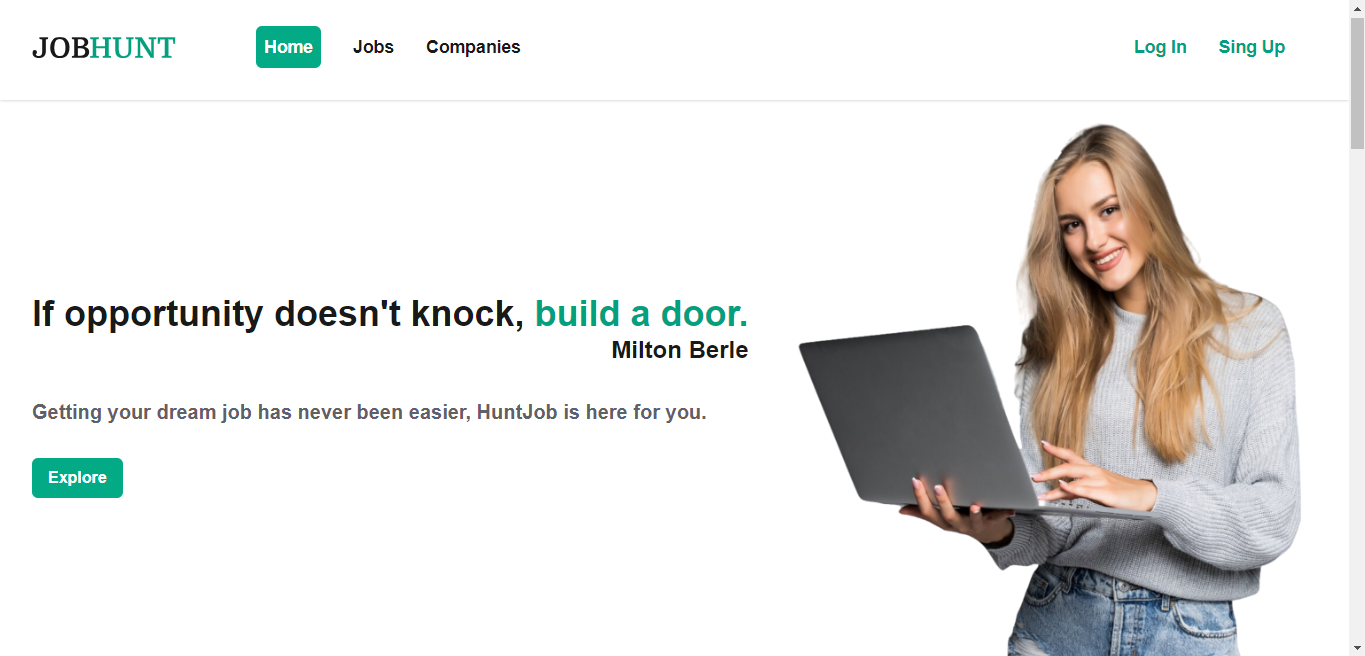 JOBHUNT Home Jobs Companies Log In Sing Up
If opportunity doesn't knock, build a door.
Milton Berle
Getting your dream job has never been easier, HuntJob is here for you.
Explore